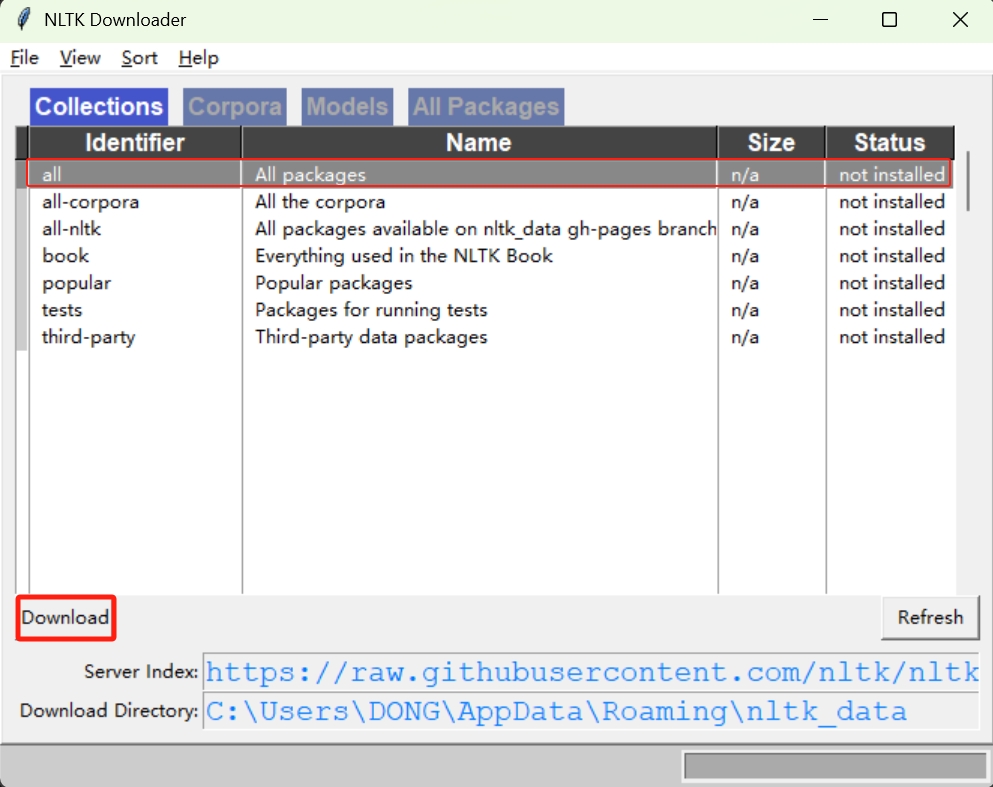 NLTK Downloader
File View Sort Help
Collections Corpora Models All Packages
Identifier Name Size Status
all All packages n/a not installed
all-corpora All the corpora n/a not installed
all-nltk All packages available on nltk_data gh-pages branch n/a not installed
book Everything used in the NLTK Book n/a not installed
popular Popular packages n/a not installed
tests Packages for running tests n/a not installed
third-party Third-party data packages n/a not installed
Download Refresh
Server Index: https://raw.githubusercontent.com/nltk/nltk
Download Directory: C:\Users\DONG\AppData\Roaming\nltk_data